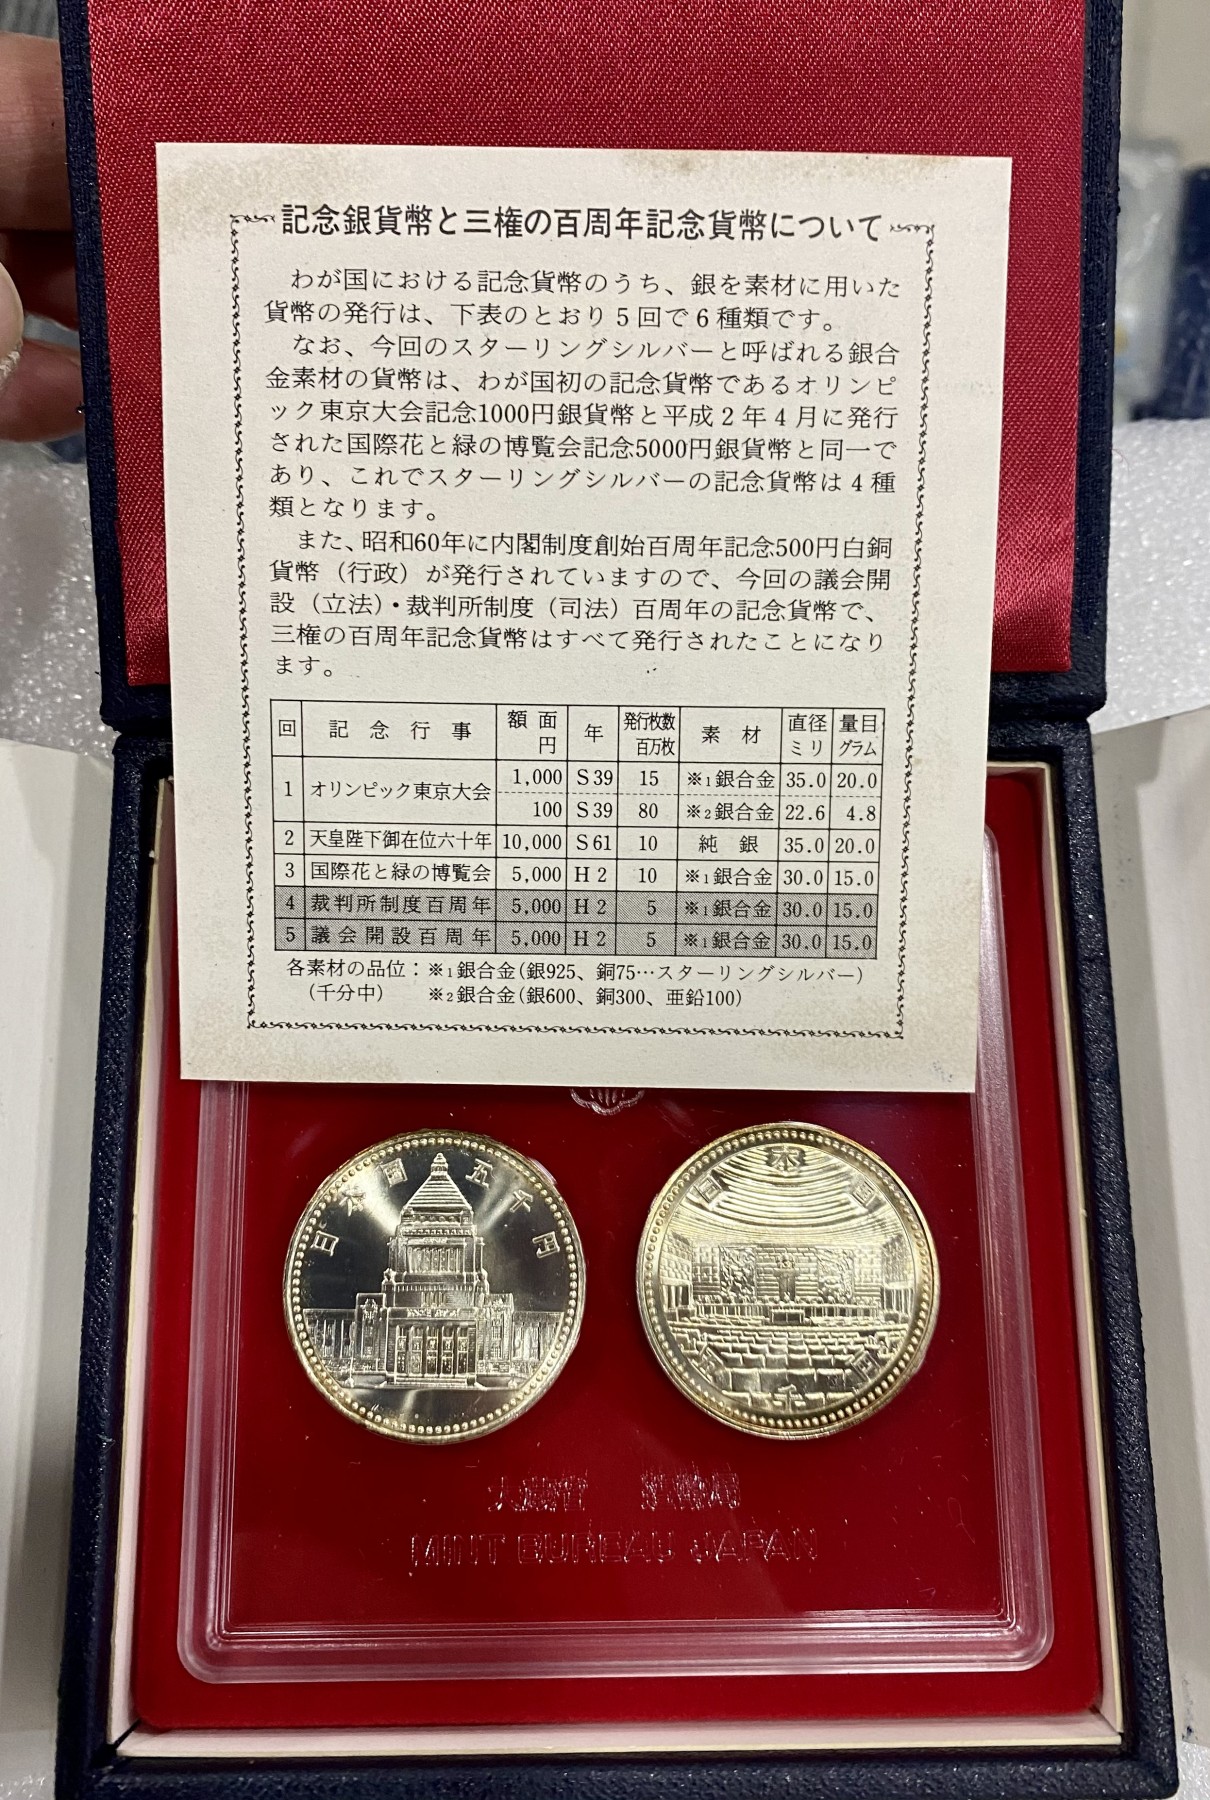 記念銀貨幣と三権の百周年記念貨幣について
わが国における記念貨幣のうち、銀を素材に用いた
貨幣の発行は、下表のとおり5回で6種類です。
なお、今回のスターリングシルバーと呼ばれる銀合
金素材の貨幣は、わが国初の記念貨幣であるオリンピ
ック東京大会記念1000円銀貨幣と平成2年4月に発行
された国際花と緑の博覧会記念5000円銀貨幣と同一で
あり、これでスターリングシルバーの記念貨幣は4種
類となります。
また、昭和60年に内閣制度創始百周年記念500円白銅
貨幣（行政）が発行されていますので、今回の議会開
設（立法）・裁判所制度（司法）百周年の記念貨幣で、
三権の百周年記念貨幣はすべて発行されたことになり
ます。
回 記念行事 額面円 年 発行枚数百万枚 素材 直径ミリ 量目グラム
1 オリンピック東京大会 1,000 S39 15 ※1銀合金 35.0 20.0
100 S39 80 ※2銀合金 22.6 4.8
2 天皇陛下御在位六十年 10,000 S61 10 純銀 35.0 20.0
3 国際花と緑の博覧会 5,000 H2 10 ※1銀合金 30.0 15.0
4 裁判所制度百周年 5,000 H2 5 ※1銀合金 30.0 15.0
5 議会開設百周年 5,000 H2 5 ※1銀合金 30.0 15.0
各素材の品位：※1銀合金（銀925、銅75…スターリングシルバー）
（千分中） ※2銀合金（銀600、銅300、亜鉛100）
日本国五千円
日本国
五千円
大蔵省 造幣局
MINT BUREAU JAPAN